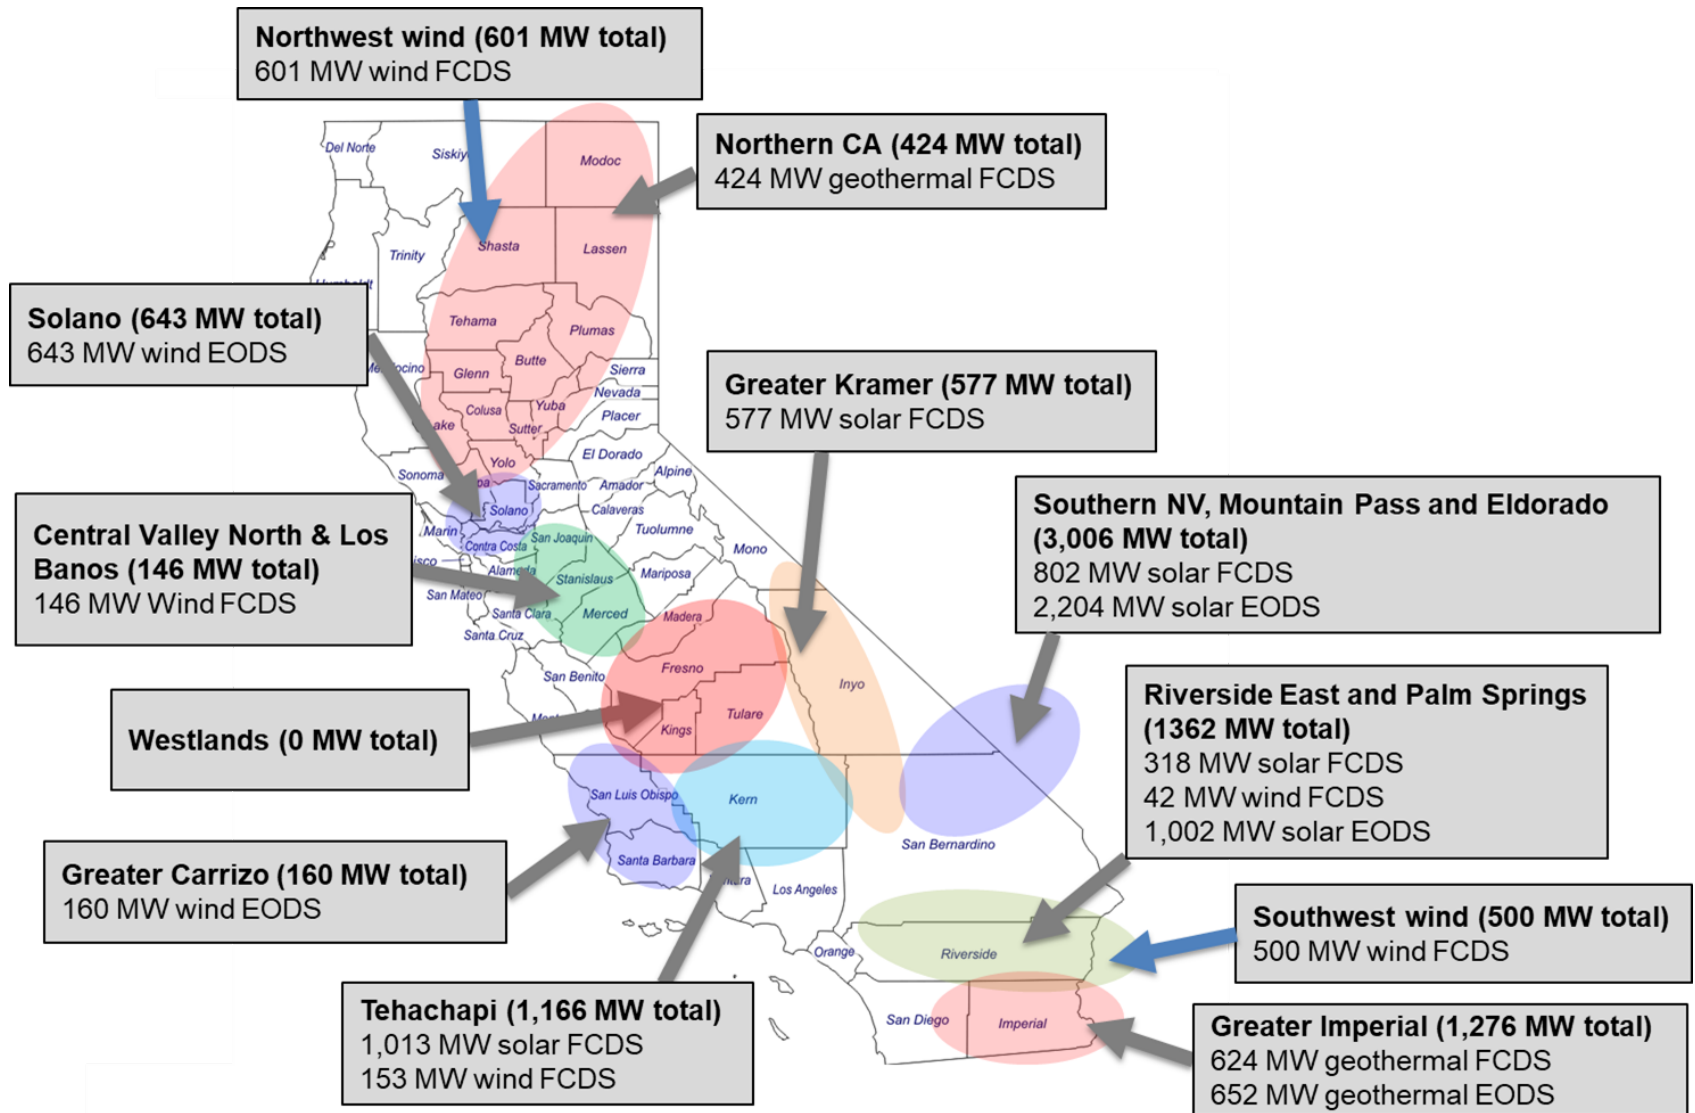 Northwest wind (601 MW total)
601 MW wind FCDS
Northern CA (424 MW total)
424 MW geothermal FCDS
Del Norte
Modoc
Shasta
Lassen
Trinity
Solano (643 MW total)
643 MW wind EODS
Tehama
Plumas
Butte
Glenn
Sierra
Nevada
Colusa
Yuba
Placer
Sutter
Yolo
El Dorado
Sonoma
Alpine
Sacramento
Amador
Solano
Calaveras
Marin
Tuolumne
Contra Costa
San Joaquin
Mono
Greater Kramer (577 MW total)
577 MW solar FCDS
Central Valley North & Los
Banos (146 MW total)
146 MW Wind FCDS
Southern NV, Mountain Pass and Eldorado
(3,006 MW total)
802 MW solar FCDS
2,204 MW solar EODS
Alameda
Stanislaus
Mariposa
San Mateo
Santa Clara
Merced
Madera
Santa Cruz
Fresno
San Benito
Inyo
Tulare
Kings
Westlands (0 MW total)
Riverside East and Palm Springs
(1362 MW total)
318 MW solar FCDS
42 MW wind FCDS
1,002 MW solar EODS
San Luis Obispo
Kern
San Bernardino
Santa Barbara
Los Angeles
Greater Carrizo (160 MW total)
160 MW wind EODS
Southwest wind (500 MW total)
500 MW wind FCDS
Orange
Riverside
San Diego
Imperial
Tehachapi (1,166 MW total)
1,013 MW solar FCDS
153 MW wind FCDS
Greater Imperial (1,276 MW total)
624 MW geothermal FCDS
652 MW geothermal EODS